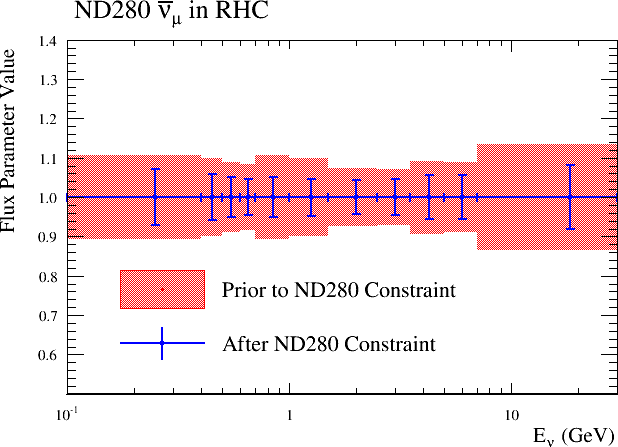 ND280 ν̅μ in RHC
Flux Parameter Value
1.4
1.3
1.2
1.1
1.0
0.9
0.8
0.7
0.6
Prior to ND280 Constraint
After ND280 Constraint
10⁻¹
1
10
Eν (GeV)